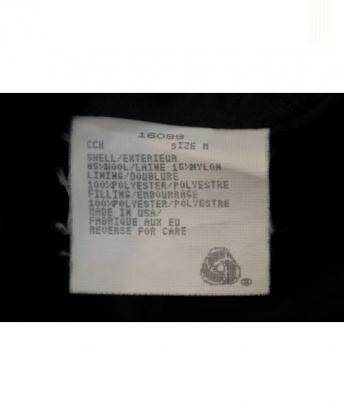 16098
CCH SIZE M
SHELL/EXTERIEUR
85%WOOL/LAINE 15%NYLON
LINING/DOUBLURE
100%POLYESTER/POLYESTRE
FILLING/EMBOURRAGE
100%POLYESTER/POLYESTRE
MADE IN USA/
FABRIQUE AUX EU
REVERSE FOR CARE
®